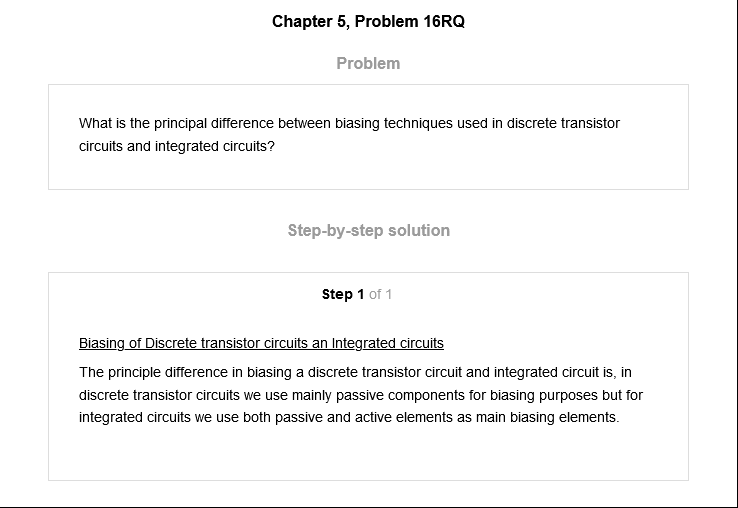 Chapter 5, Problem 16RQ
Problem
What is the principal difference between biasing techniques used in discrete transistor
circuits and integrated circuits?
Step-by-step solution
Step 1 of 1
Biasing of Discrete transistor circuits an Integrated circuits
The principle difference in biasing a discrete transistor circuit and integrated circuit is, in
discrete transistor circuits we use mainly passive components for biasing purposes but for
integrated circuits we use both passive and active elements as main biasing elements.